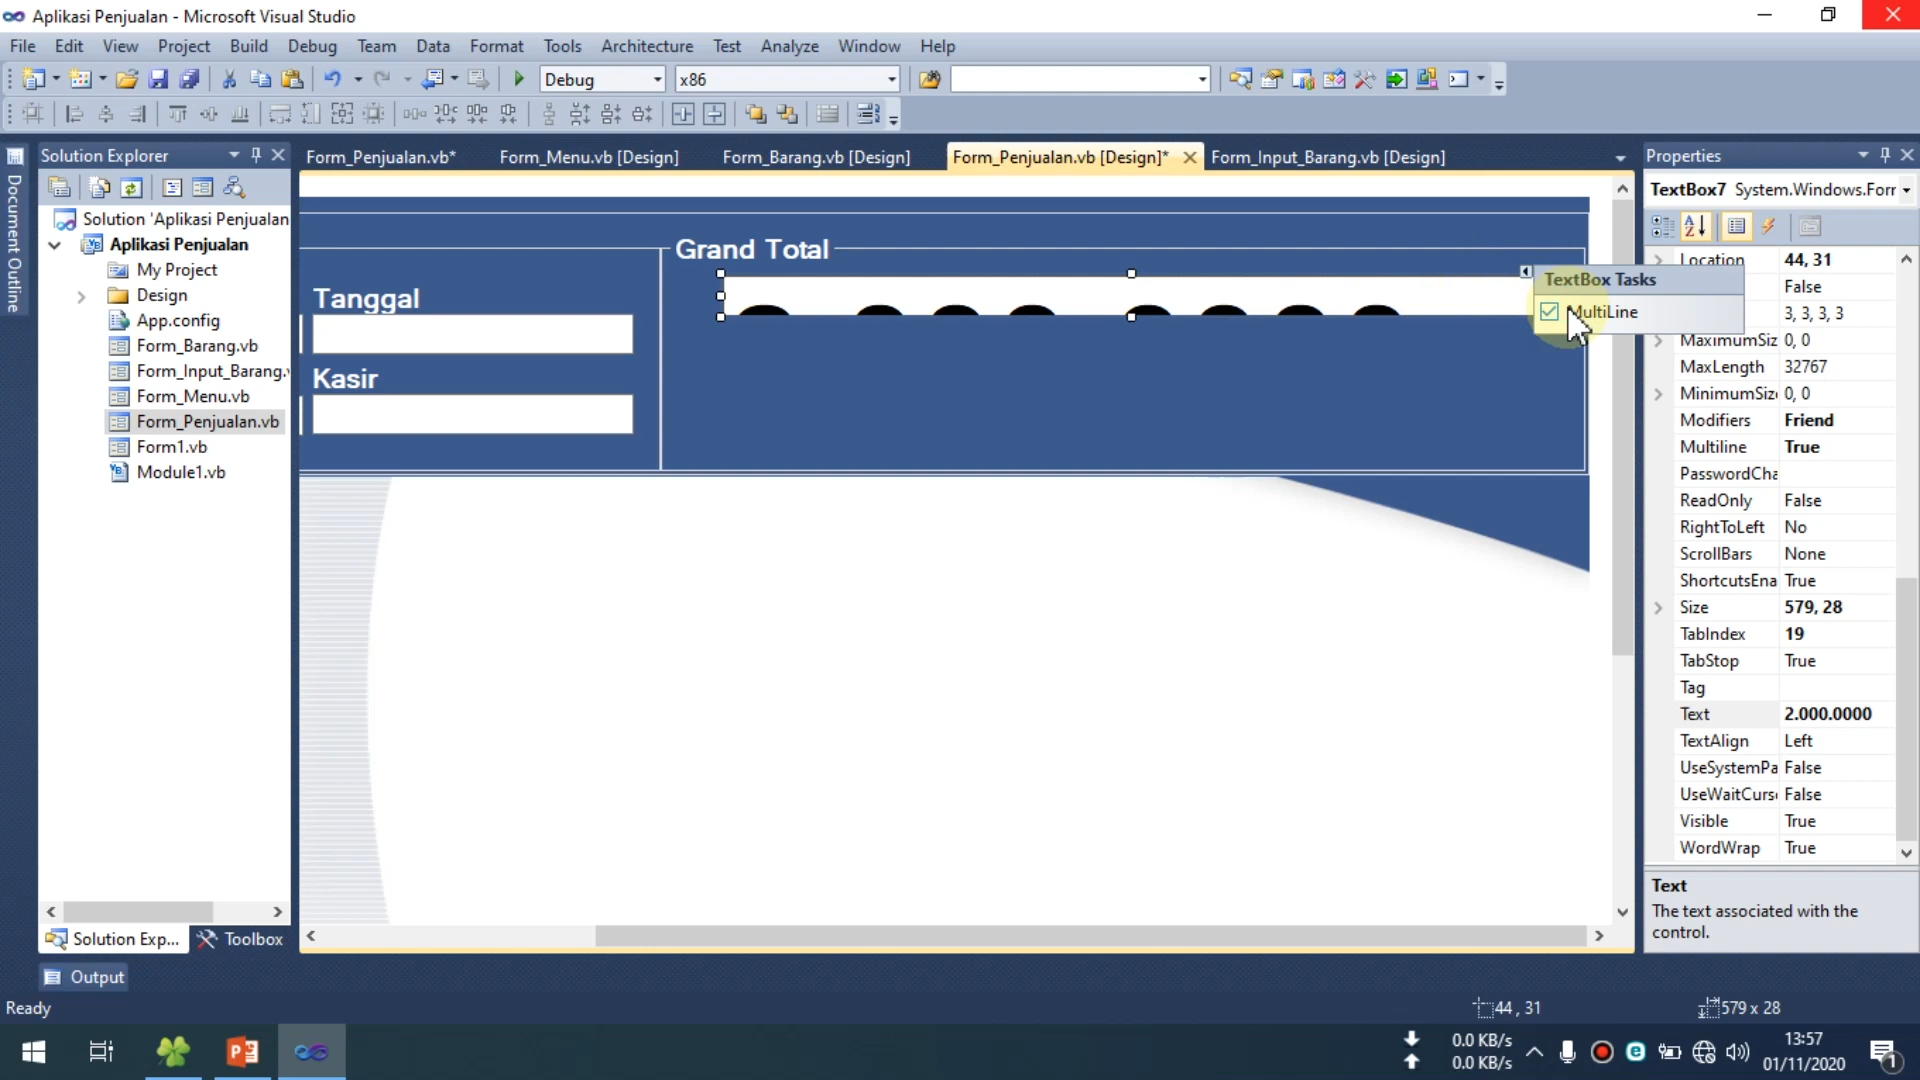 Aplikasi Penjualan - Microsoft Visual Studio
File Edit View Project Build Debug Team Data Format Tools Architecture Test Analyze Window Help
Debug x86
Document Outline
Solution Explorer
Solution 'Aplikasi Penjualan
Aplikasi Penjualan
My Project
Design
App.config
Form_Barang.vb
Form_Input_Barang.
Form_Menu.vb
Form_Penjualan.vb
Form1.vb
Module1.vb
Solution Exp... Toolbox
Form_Penjualan.vb* Form_Menu.vb [Design] Form_Barang.vb [Design] Form_Penjualan.vb [Design]* Form_Input_Barang.vb [Design]
Grand Total
Tanggal
Kasir
TextBox Tasks
MultiLine
Properties
TextBox7 System.Windows.Forr
Location 44, 31
False
3, 3, 3, 3
MaximumSiz 0, 0
MaxLength 32767
MinimumSiz 0, 0
Modifiers Friend
Multiline True
PasswordCha
ReadOnly False
RightToLeft No
ScrollBars None
ShortcutsEna True
Size 579, 28
TabIndex 19
TabStop True
Tag
Text 2.000.0000
TextAlign Left
UseSystemPa False
UseWaitCurs False
Visible True
WordWrap True
Text
The text associated with the
control.
Output
Ready
44 , 31
579 x 28
0.0 KB/s
0.0 KB/s
13:57
01/11/2020
1